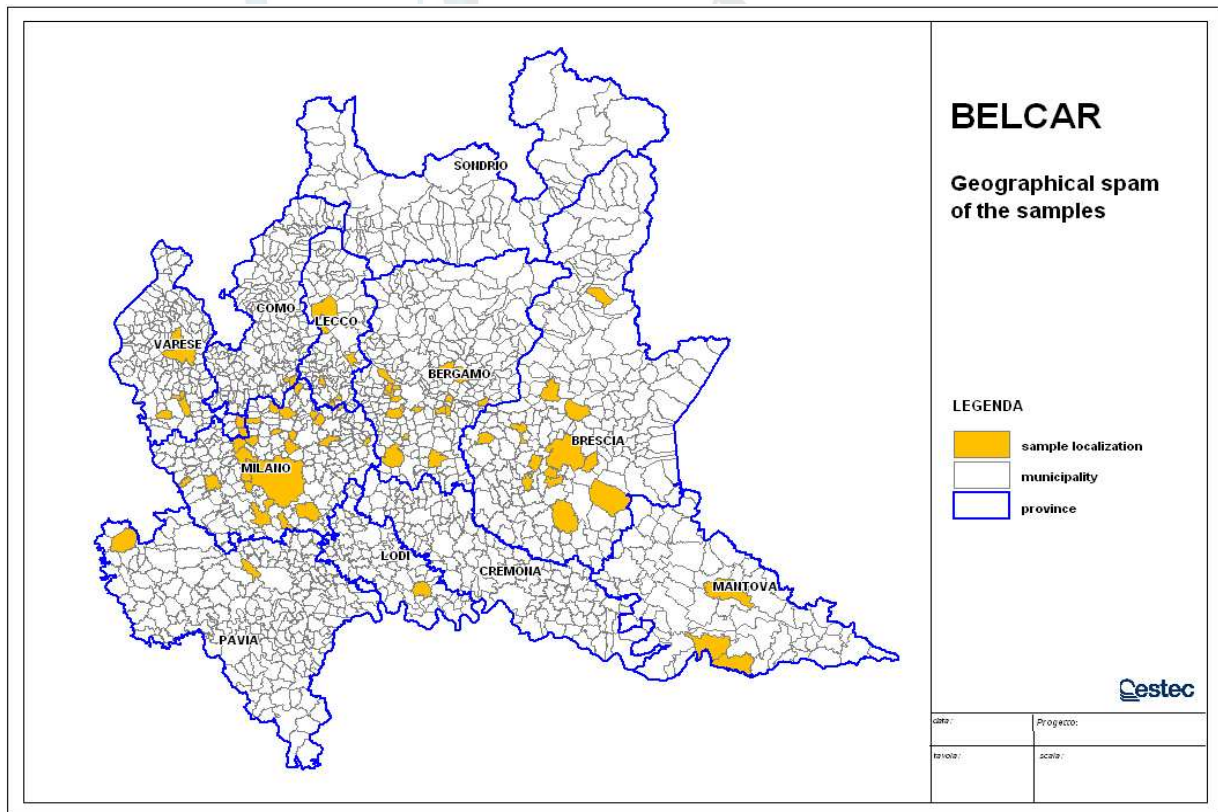 SONDRIO
COMO
LECCO
VARESE
BERGAMO
BRESCIA
MILANO
LODI
CREMONA
MANTOVA
PAVIA
BELCAR
Geographical spam
of the samples
LEGENDA
sample localization
municipality
province
Cestec
data:
Progetto:
tavola:
scala: